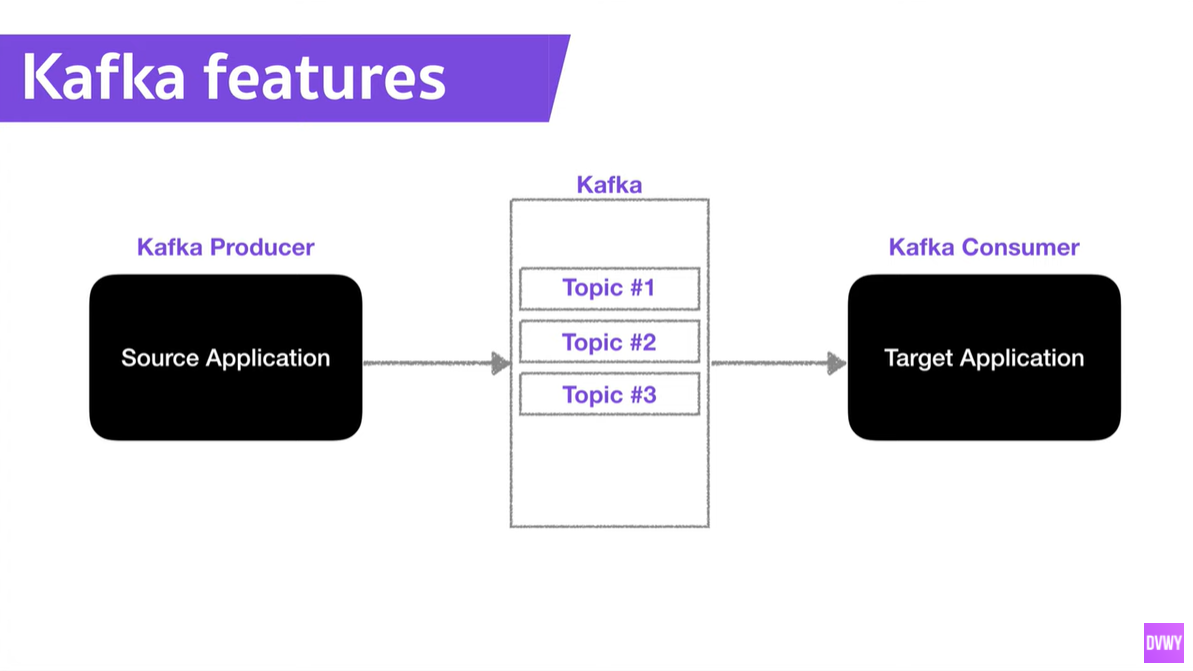 Kafka features
Kafka
Kafka Producer
Kafka Consumer
Topic #1
Source Application
Topic #2
Target Application
Topic #3
DVWY